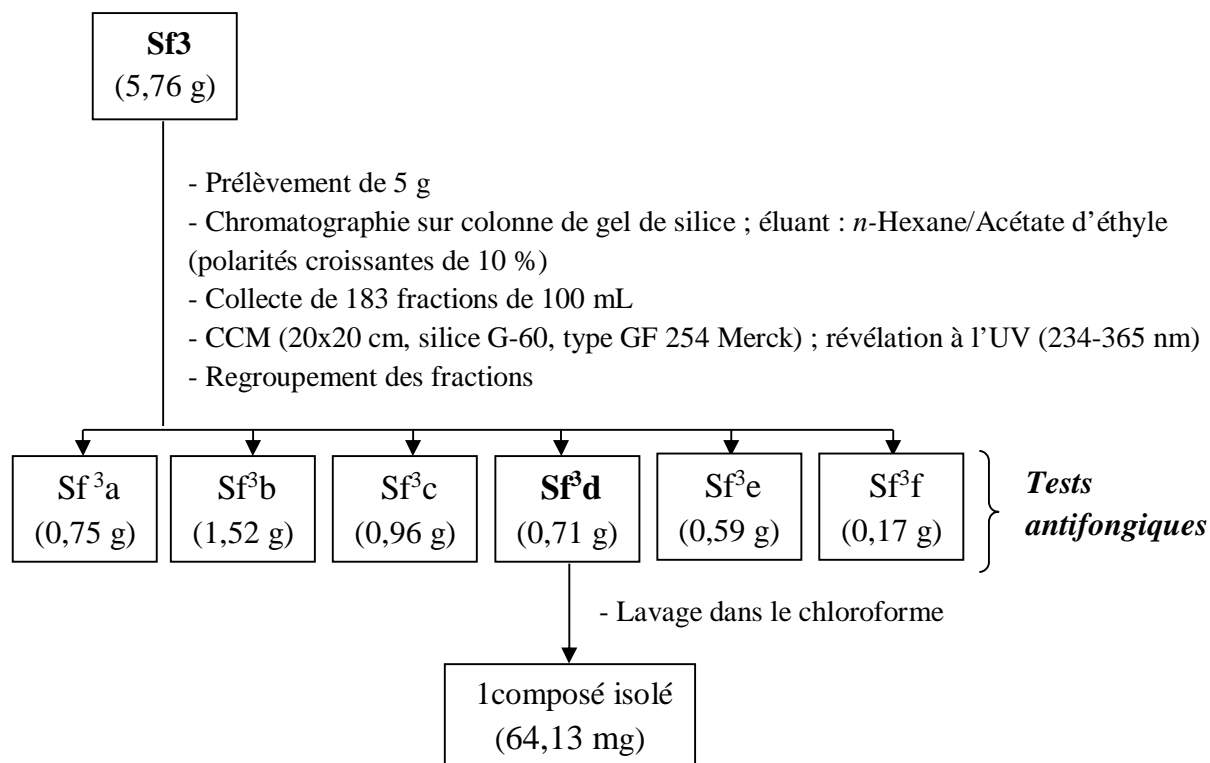 Sf3
(5,76 g)
- Prélèvement de 5 g
- Chromatographie sur colonne de gel de silice ; éluant : n-Hexane/Acétate d’éthyle
(polarités croissantes de 10 %)
- Collecte de 183 fractions de 100 mL
- CCM (20x20 cm, silice G-60, type GF 254 Merck) ; révélation à l’UV (234-365 nm)
- Regroupement des fractions
Sf ³a
(0,75 g)
Sf³b
(1,52 g)
Sf³c
(0,96 g)
Sf³d
(0,71 g)
Sf³e
(0,59 g)
Sf³f
(0,17 g)
Tests
antifongiques
- Lavage dans le chloroforme
1composé isolé
(64,13 mg)